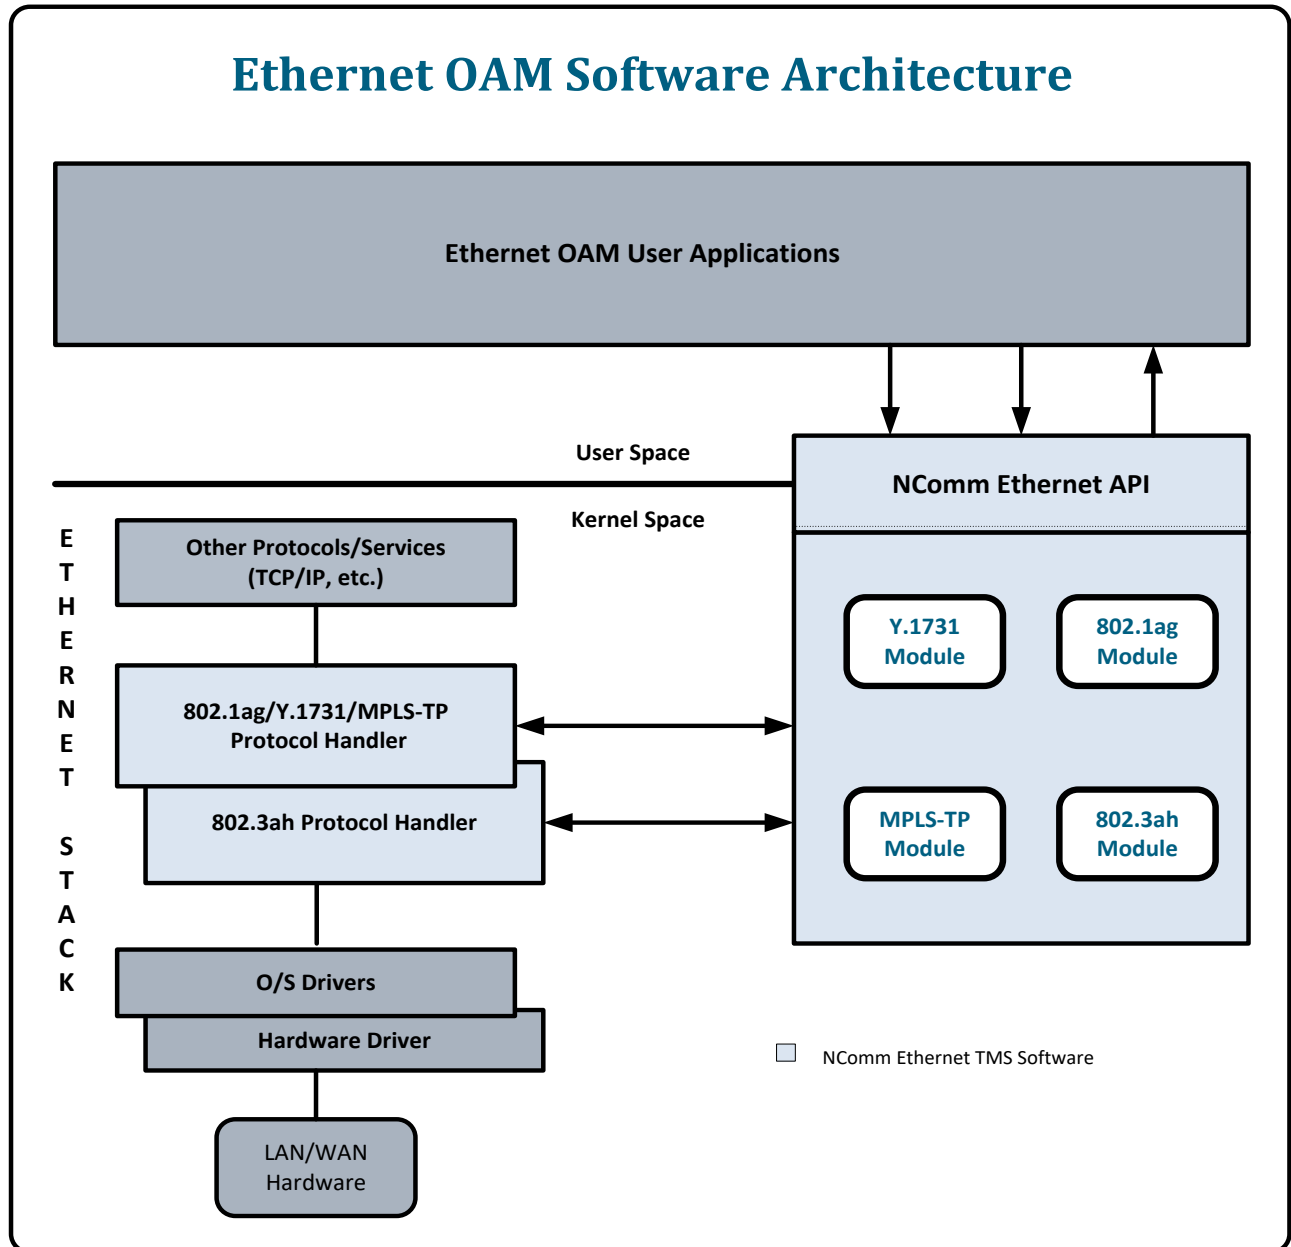 Ethernet OAM Software Architecture
Ethernet OAM User Applications
User Space
NComm Ethernet API
Kernel Space
ETHERNET STACK
Other Protocols/Services
(TCP/IP, etc.)
802.1ag/Y.1731/MPLS-TP
Protocol Handler
802.3ah Protocol Handler
O/S Drivers
Hardware Driver
LAN/WAN
Hardware
Y.1731
Module
802.1ag
Module
MPLS-TP
Module
802.3ah
Module
NComm Ethernet TMS Software